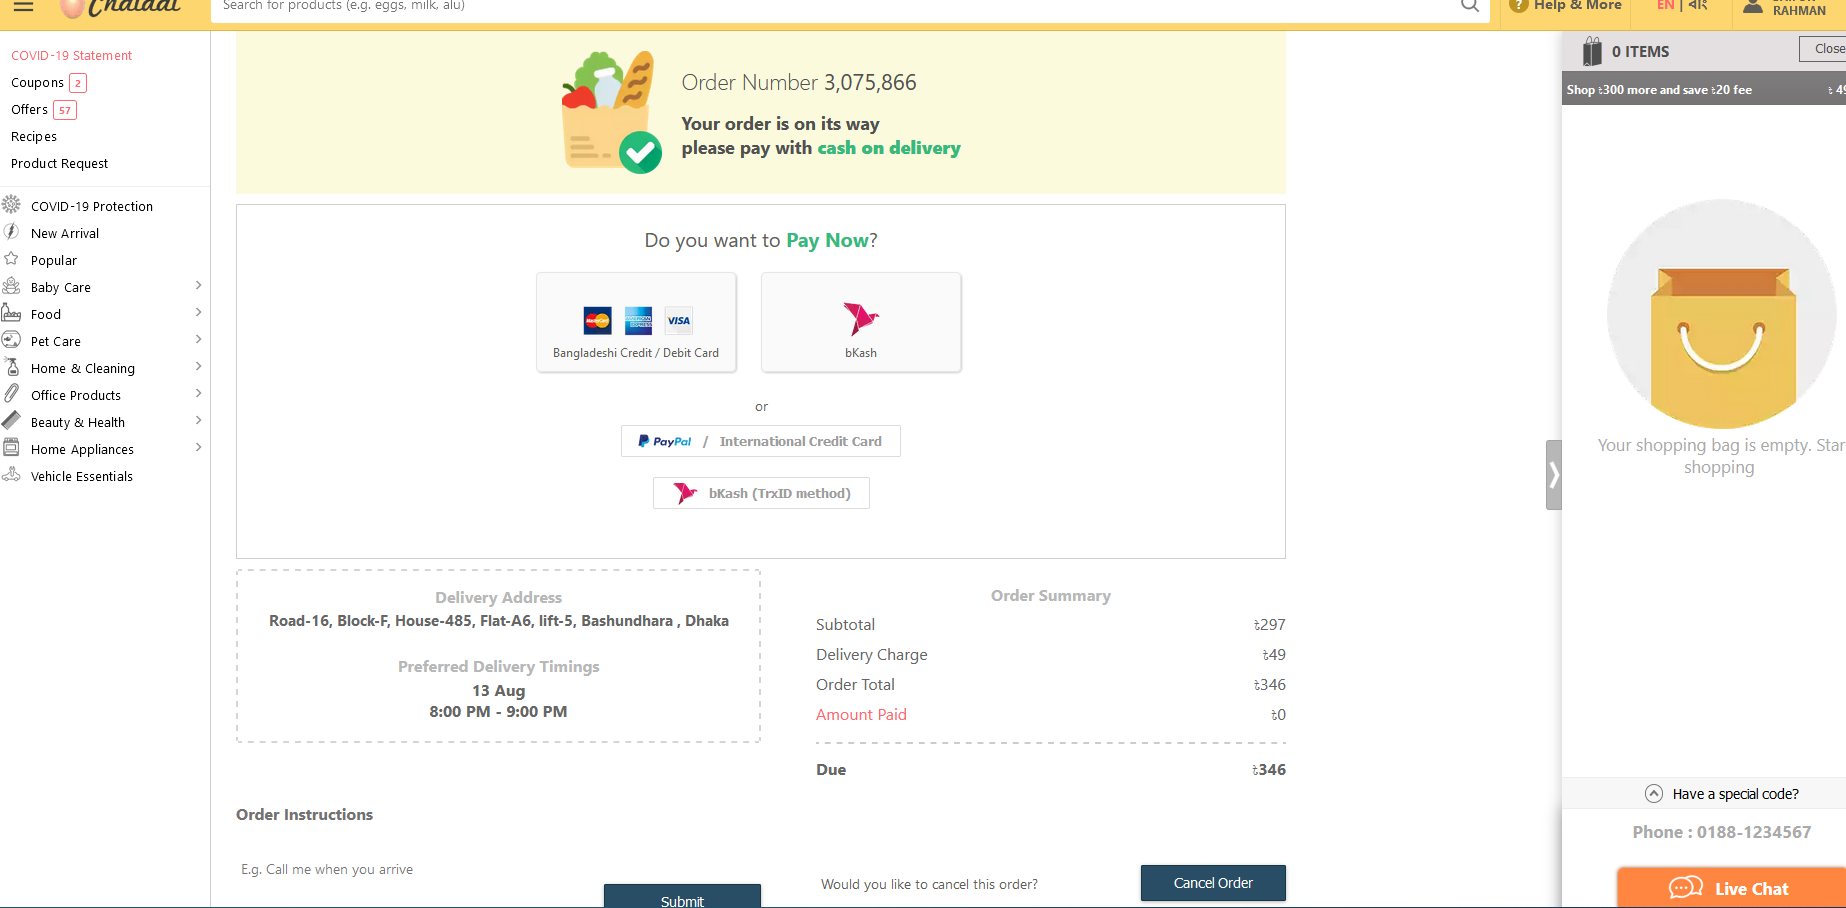 Chaldal
Search for products (e.g. eggs, milk, alu)
Help & More
EN | বাং
RAHMAN
COVID-19 Statement
Coupons 2
Offers 57
Recipes
Product Request
COVID-19 Protection
New Arrival
Popular
Baby Care
Food
Pet Care
Home & Cleaning
Office Products
Beauty & Health
Home Appliances
Vehicle Essentials
Order Number 3,075,866
Your order is on its way
please pay with cash on delivery
Do you want to Pay Now?
MasterCard
AMERICAN EXPRESS
VISA
Bangladeshi Credit / Debit Card
bKash
or
PayPal / International Credit Card
bKash (TrxID method)
Delivery Address
Road-16, Block-F, House-485, Flat-A6, lift-5, Bashundhara , Dhaka
Preferred Delivery Timings
13 Aug
8:00 PM - 9:00 PM
Order Summary
Subtotal ৳297
Delivery Charge ৳49
Order Total ৳346
Amount Paid ৳0
Due ৳346
Order Instructions
E.g. Call me when you arrive
Submit
Would you like to cancel this order?
Cancel Order
0 ITEMS
Close
Shop ৳300 more and save ৳20 fee
৳ 49
Your shopping bag is empty. Star
shopping
Have a special code?
Phone : 0188-1234567
Live Chat